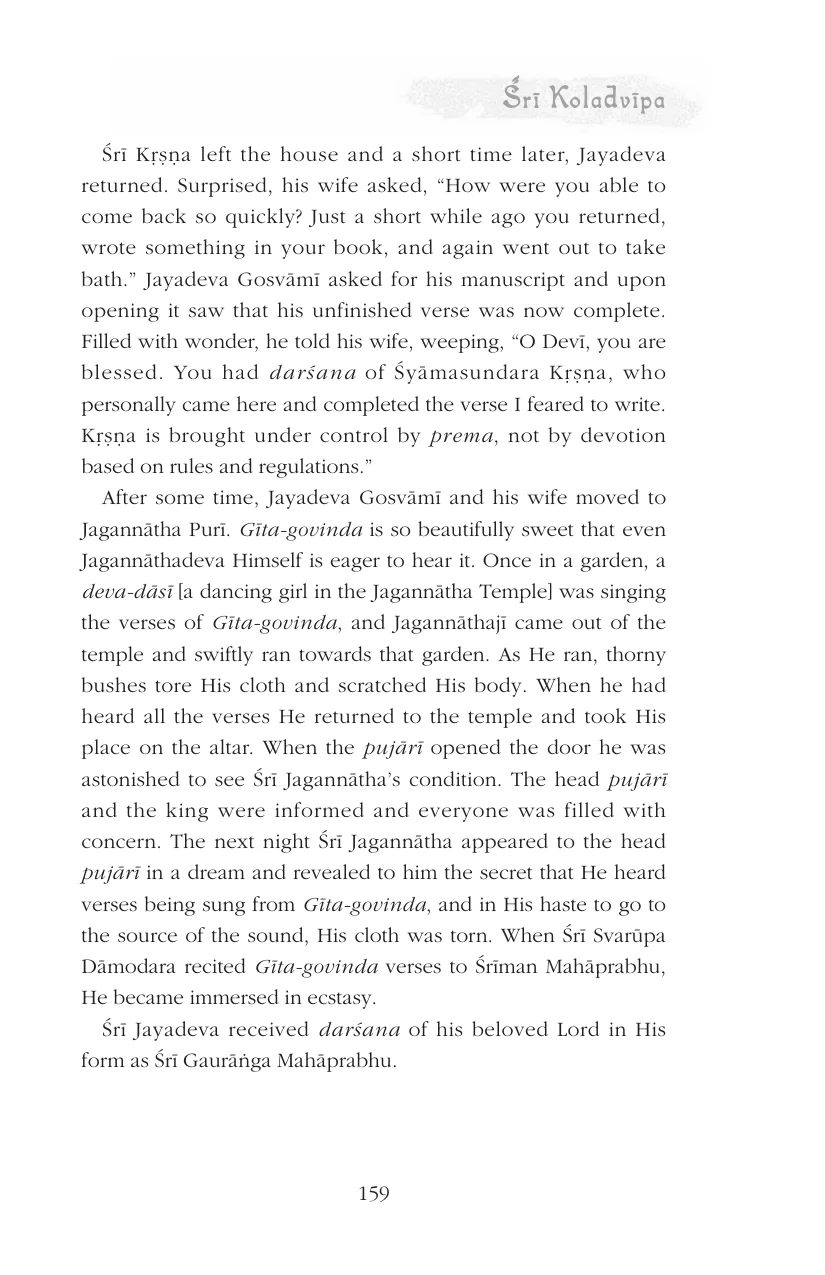 Śrī Koladvīpa
Śrī Kṛṣṇa left the house and a short time later, Jayadeva
returned. Surprised, his wife asked, “How were you able to
come back so quickly? Just a short while ago you returned,
wrote something in your book, and again went out to take
bath.” Jayadeva Gosvāmī asked for his manuscript and upon
opening it saw that his unfinished verse was now complete.
Filled with wonder, he told his wife, weeping, “O Devī, you are
blessed. You had darśana of Śyāmasundara Kṛṣṇa, who
personally came here and completed the verse I feared to write.
Kṛṣṇa is brought under control by prema, not by devotion
based on rules and regulations.”
After some time, Jayadeva Gosvāmī and his wife moved to
Jagannātha Purī. Gīta-govinda is so beautifully sweet that even
Jagannāthadeva Himself is eager to hear it. Once in a garden, a
deva-dāsī [a dancing girl in the Jagannātha Temple] was singing
the verses of Gīta-govinda, and Jagannāthajī came out of the
temple and swiftly ran towards that garden. As He ran, thorny
bushes tore His cloth and scratched His body. When he had
heard all the verses He returned to the temple and took His
place on the altar. When the pujārī opened the door he was
astonished to see Śrī Jagannātha’s condition. The head pujārī
and the king were informed and everyone was filled with
concern. The next night Śrī Jagannātha appeared to the head
pujārī in a dream and revealed to him the secret that He heard
verses being sung from Gīta-govinda, and in His haste to go to
the source of the sound, His cloth was torn. When Śrī Svarūpa
Dāmodara recited Gīta-govinda verses to Śrīman Mahāprabhu,
He became immersed in ecstasy.
Śrī Jayadeva received darśana of his beloved Lord in His
form as Śrī Gaurāṅga Mahāprabhu.
159